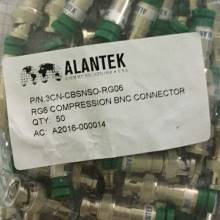 ALANTEK
P/N.3CN-CBSNSO-RG06
RG6 COMPRESSION BNC CONNECTOR
QTY: 50
AC: A2016-000014